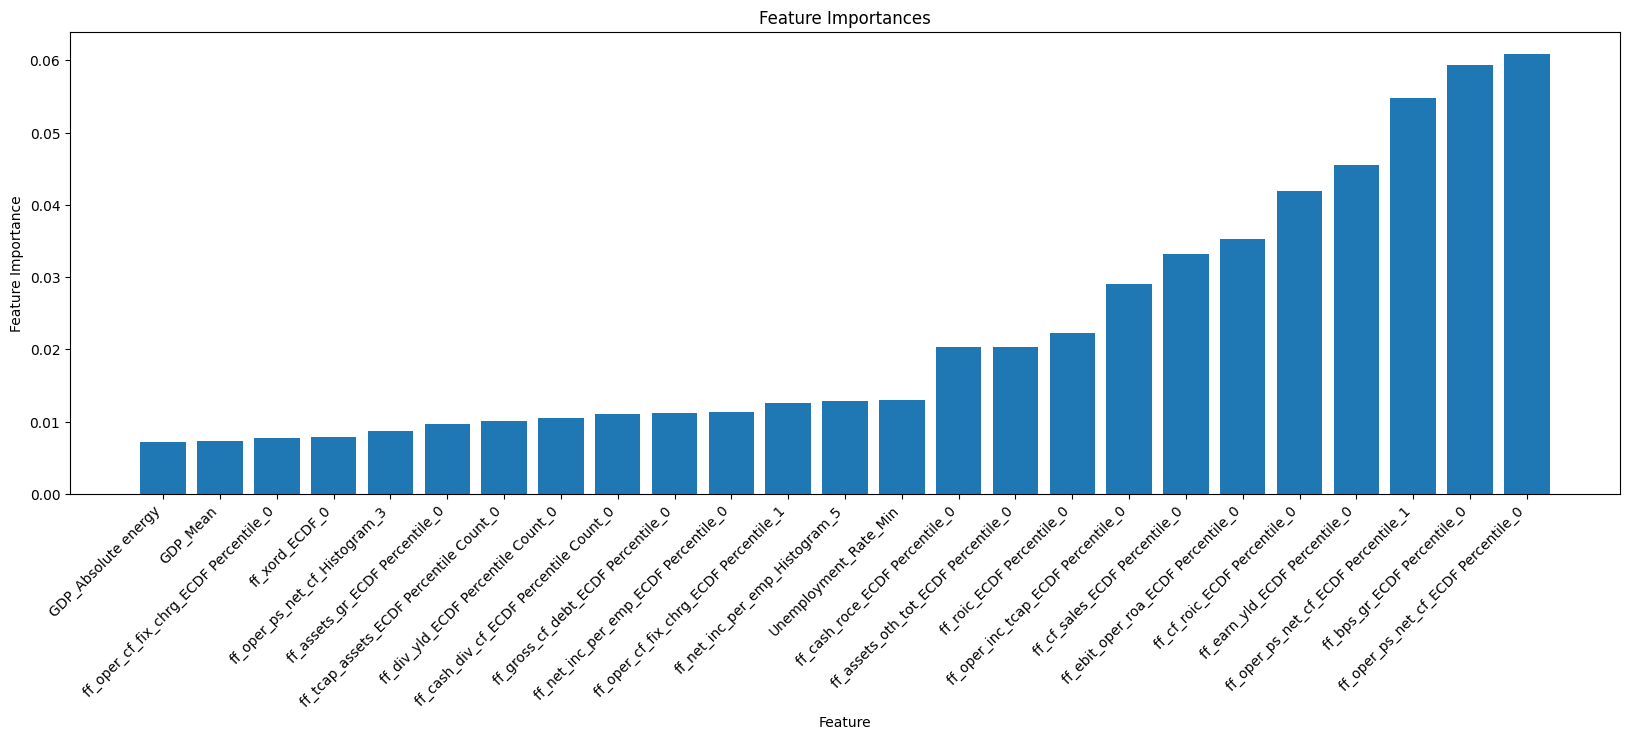 Feature Importances
Feature Importance
0.06
0.05
0.04
0.03
0.02
0.01
0.00
GDP_Absolute energy
GDP_Mean
ff_oper_cf_fix_chrg_ECDF Percentile_0
ff_xord_ECDF_0
ff_oper_ps_net_cf_Histogram_3
ff_assets_gr_ECDF Percentile_0
ff_tcap_assets_ECDF Percentile Count_0
ff_div_yld_ECDF Percentile Count_0
ff_cash_div_cf_ECDF Percentile Count_0
ff_gross_cf_debt_ECDF Percentile_0
ff_net_inc_per_emp_ECDF Percentile_0
ff_oper_cf_fix_chrg_ECDF Percentile_1
ff_net_inc_per_emp_Histogram_5
Unemployment_Rate_Min
ff_cash_roce_ECDF Percentile_0
ff_assets_oth_tot_ECDF Percentile_0
ff_roic_ECDF Percentile_0
ff_oper_inc_tcap_ECDF Percentile_0
ff_cf_sales_ECDF Percentile_0
ff_ebit_oper_roa_ECDF Percentile_0
ff_cf_roic_ECDF Percentile_0
ff_earn_yld_ECDF Percentile_0
ff_oper_ps_net_cf_ECDF Percentile_1
ff_bps_gr_ECDF Percentile_0
ff_oper_ps_net_cf_ECDF Percentile_0
Feature